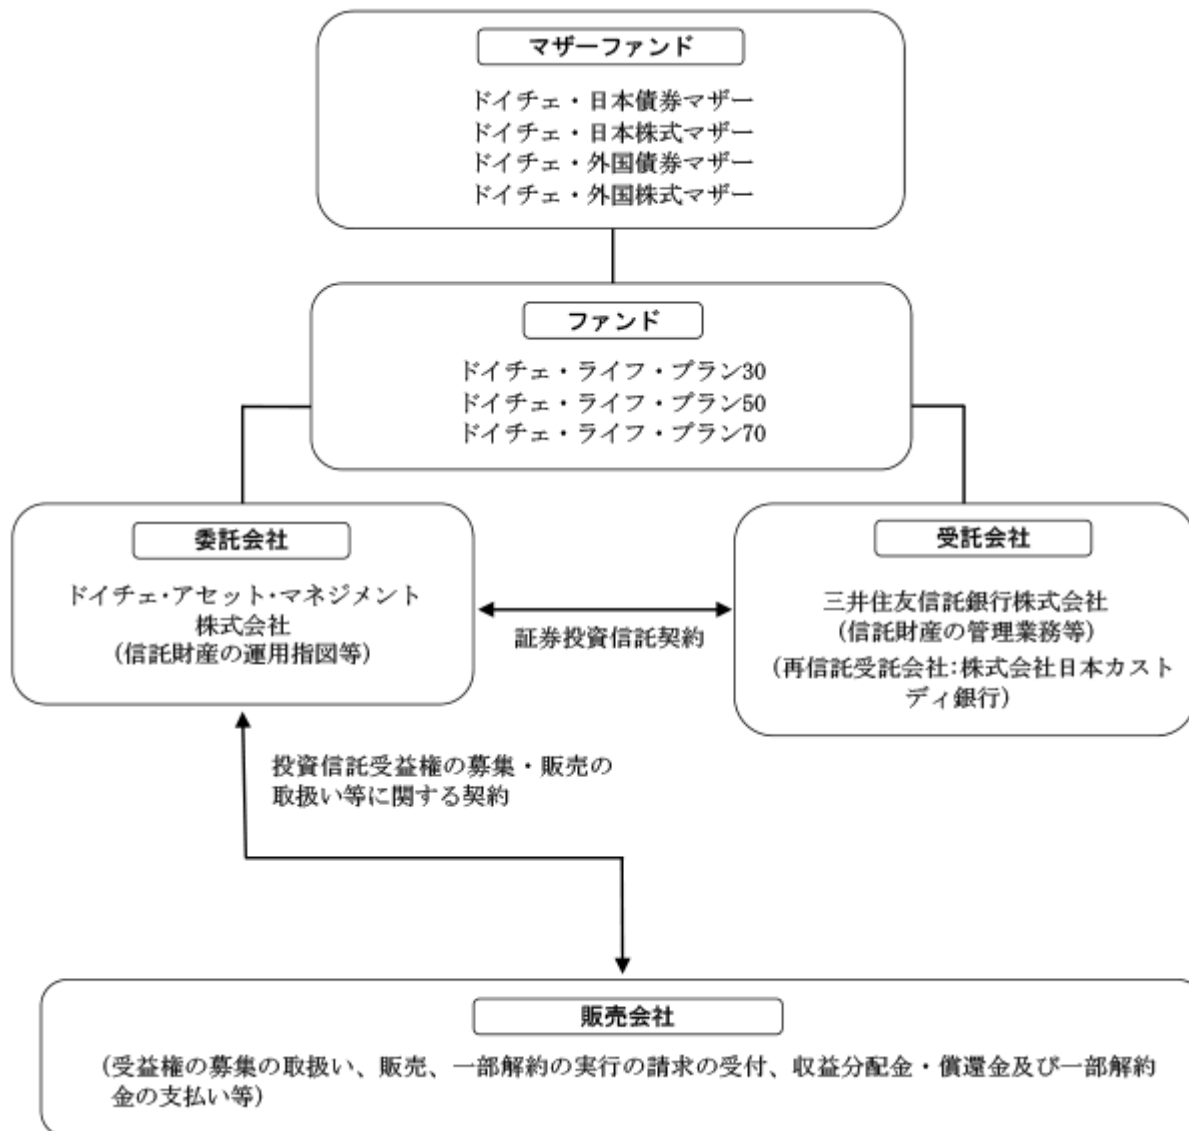 マザーファンド
ドイチェ・日本債券マザー
ドイチェ・日本株式マザー
ドイチェ・外国債券マザー
ドイチェ・外国株式マザー
ファンド
ドイチェ・ライフ・プラン30
ドイチェ・ライフ・プラン50
ドイチェ・ライフ・プラン70
委託会社
ドイチェ・アセット・マネジメント
株式会社
(信託財産の運用指図等)
証券投資信託契約
受託会社
三井住友信託銀行株式会社
(信託財産の管理業務等)
(再信託受託会社:株式会社日本カスト
ディ銀行)
投資信託受益権の募集・販売の
取扱い等に関する契約
販売会社
(受益権の募集の取扱い、販売、一部解約の実行の請求の受付、収益分配金・償還金及び一部解約
金の支払い等)